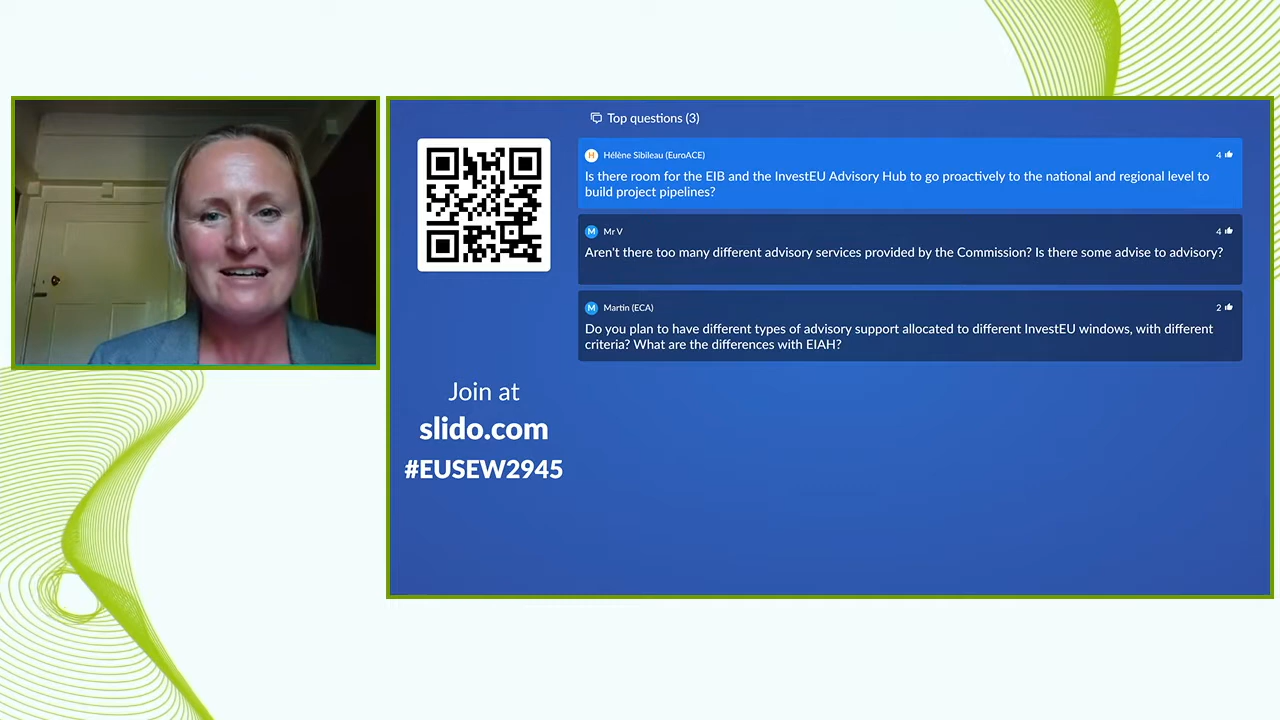 Top questions (3)
H Hélène Sibileau (EuroACE) 4
Is there room for the EIB and the InvestEU Advisory Hub to go proactively to the national and regional level to
build project pipelines?
M Mr V 4
Aren't there too many different advisory services provided by the Commission? Is there some advise to advisory?
M Martin (ECA) 2
Do you plan to have different types of advisory support allocated to different InvestEU windows, with different
criteria? What are the differences with EIAH?
Join at
slido.com
#EUSEW2945